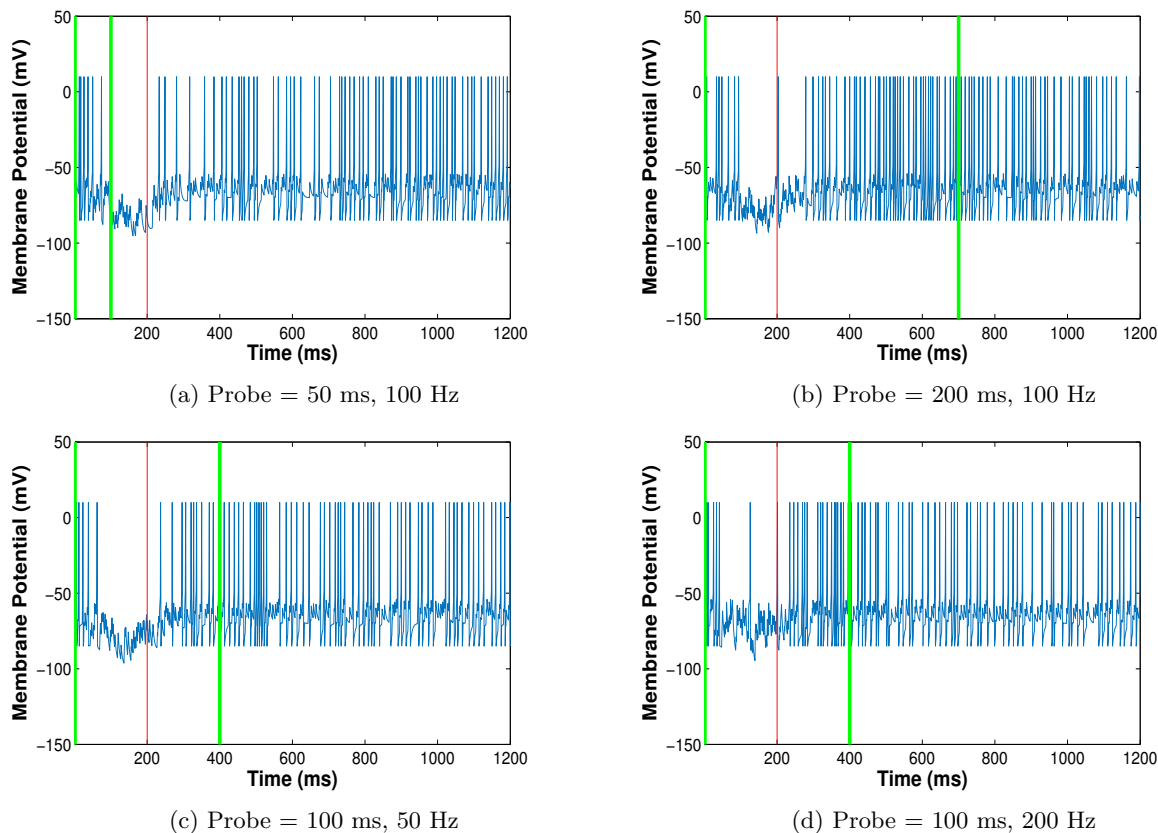 50
0
−50
−100
−150
200 400 600 800 1000 1200
Membrane Potential (mV)
Time (ms)
(a) Probe = 50 ms, 100 Hz
50
0
−50
−100
−150
200 400 600 800 1000 1200
Membrane Potential (mV)
Time (ms)
(b) Probe = 200 ms, 100 Hz
50
0
−50
−100
−150
200 400 600 800 1000 1200
Membrane Potential (mV)
Time (ms)
(c) Probe = 100 ms, 50 Hz
50
0
−50
−100
−150
200 400 600 800 1000 1200
Membrane Potential (mV)
Time (ms)
(d) Probe = 100 ms, 200 Hz